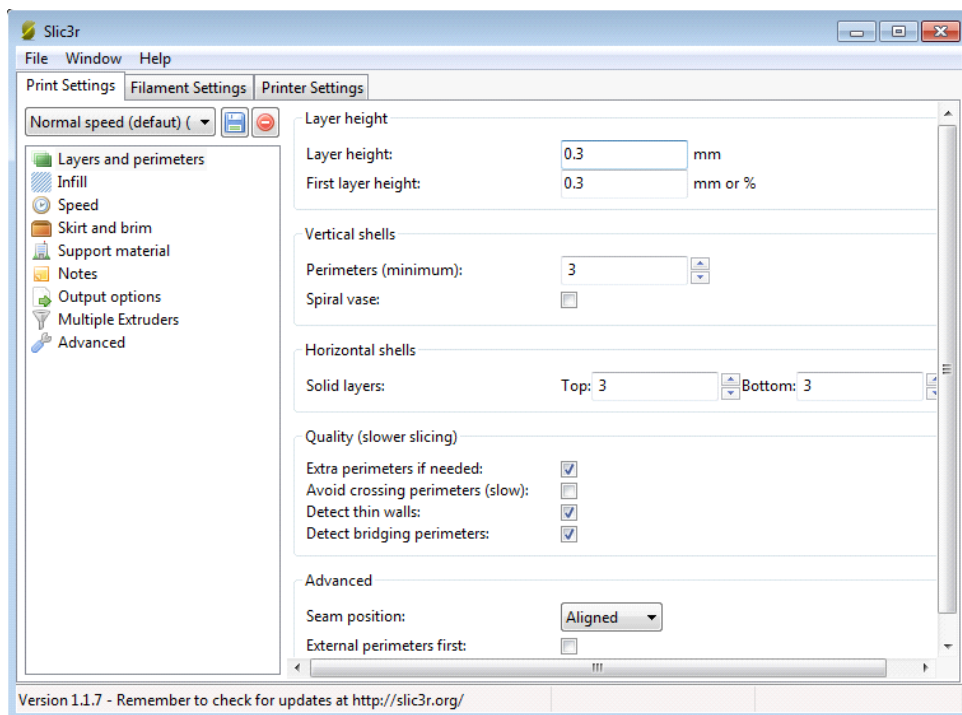 Slic3r
File Window Help
Print Settings Filament Settings Printer Settings
Normal speed (defaut) (
Layers and perimeters
Infill
Speed
Skirt and brim
Support material
Notes
Output options
Multiple Extruders
Advanced
Layer height
Layer height: 0.3 mm
First layer height: 0.3 mm or %
Vertical shells
Perimeters (minimum): 3
Spiral vase:
Horizontal shells
Solid layers: Top: 3 Bottom: 3
Quality (slower slicing)
Extra perimeters if needed:
Avoid crossing perimeters (slow):
Detect thin walls:
Detect bridging perimeters:
Advanced
Seam position: Aligned
External perimeters first:
Version 1.1.7 - Remember to check for updates at http://slic3r.org/